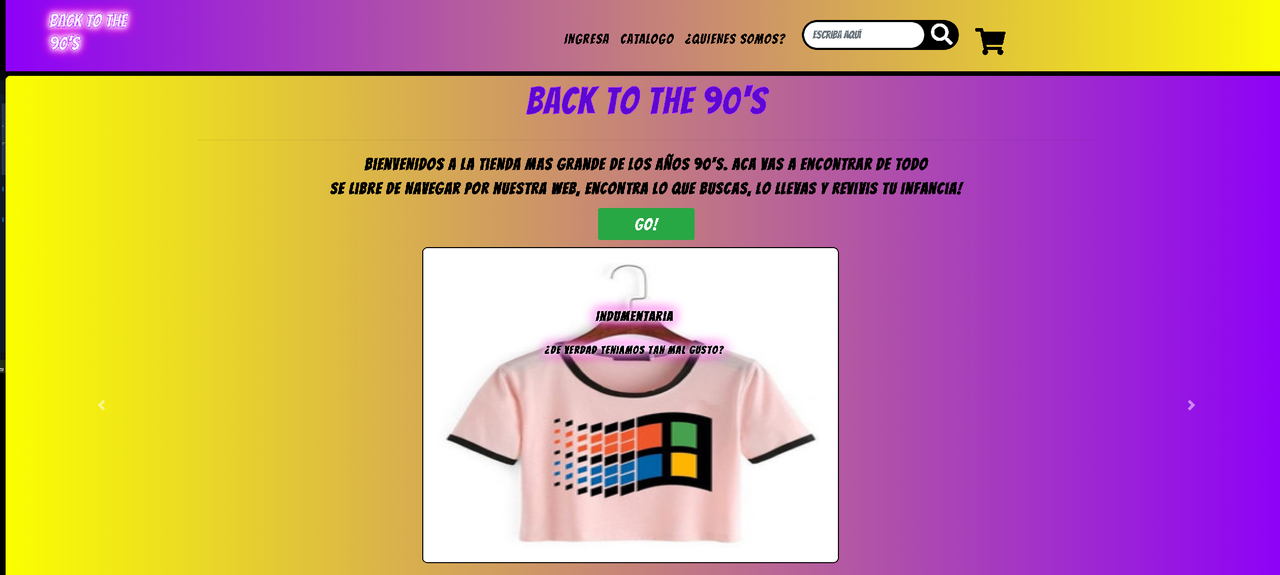 BACK TO THE
90'S
INGRESA CATALOGO ¿QUIENES SOMOS? ESCRIBA AQUÍ
BACK TO THE 90'S
BIENVENIDOS A LA TIENDA MAS GRANDE DE LOS AÑOS 90'S. ACA VAS A ENCONTRAR DE TODO
SE LIBRE DE NAVEGAR POR NUESTRA WEB, ENCONTRA LO QUE BUSCAS, LO LLEVAS Y REVIVIS TU INFANCIA!
GO!
INDUMENTARIA
¿DE VERDAD TENIAMOS TAN MAL GUSTO?